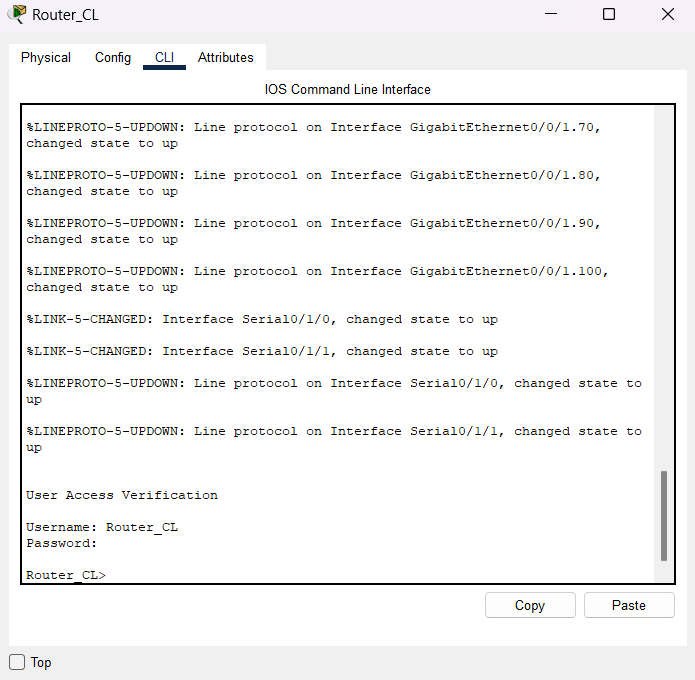 Router_CL
Physical Config CLI Attributes
IOS Command Line Interface
%LINEPROTO-5-UPDOWN: Line protocol on Interface GigabitEthernet0/0/1.70,
changed state to up
%LINEPROTO-5-UPDOWN: Line protocol on Interface GigabitEthernet0/0/1.80,
changed state to up
%LINEPROTO-5-UPDOWN: Line protocol on Interface GigabitEthernet0/0/1.90,
changed state to up
%LINEPROTO-5-UPDOWN: Line protocol on Interface GigabitEthernet0/0/1.100,
changed state to up
%LINK-5-CHANGED: Interface Serial0/1/0, changed state to up
%LINK-5-CHANGED: Interface Serial0/1/1, changed state to up
%LINEPROTO-5-UPDOWN: Line protocol on Interface Serial0/1/0, changed state to
up
%LINEPROTO-5-UPDOWN: Line protocol on Interface Serial0/1/1, changed state to
up
User Access Verification
Username: Router_CL
Password:
Router_CL>
Copy Paste
Top